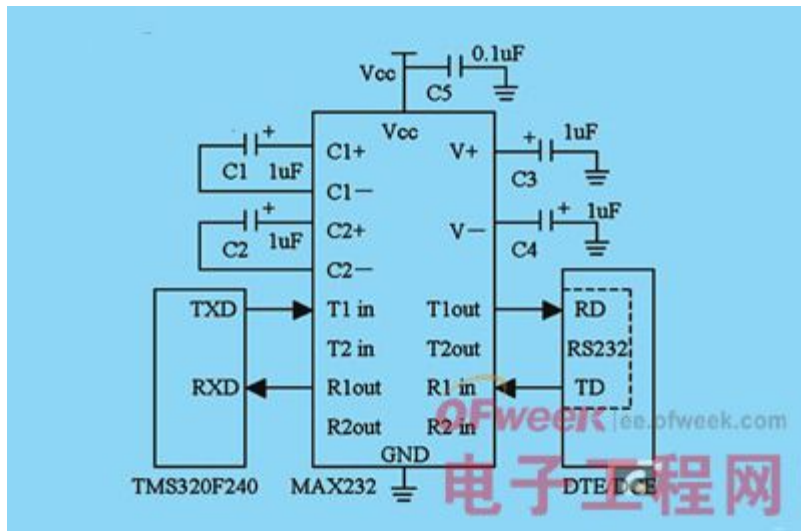 Vcc
0.1uF
C5
Vcc
C1+
V+
C1
1uF
+
C1−
C3
1uF
+
C2+
V−
C2
1uF
+
C4
1uF
+
C2−
TXD
T1 in
T1out
RD
T2 in
T2out
RS232
RXD
R1out
R1 in
TD
R2out
R2 in
OFweek
ee.ofweek.com
GND
电子工程网
TMS320F240
MAX232
DTE/DCE